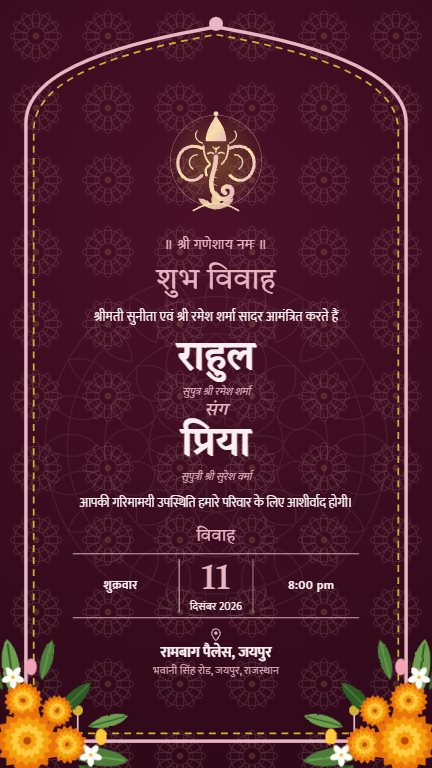 ॥ श्री गणेशाय नमः ॥
शुभ विवाह
श्रीमती सुनीता एवं श्री रमेश शर्मा सादर आमंत्रित करते हैं
राहुल
सुपुत्र श्री रमेश शर्मा
संग
प्रिया
सुपुत्री श्री सुरेश वर्मा
आपकी गरिमामयी उपस्थिति हमारे परिवार के लिए आशीर्वाद होगी।
विवाह
शुक्रवार
11
दिसंबर 2026
8:00 pm
रामबाग पैलेस, जयपुर
भवानी सिंह रोड, जयपुर, राजस्थान